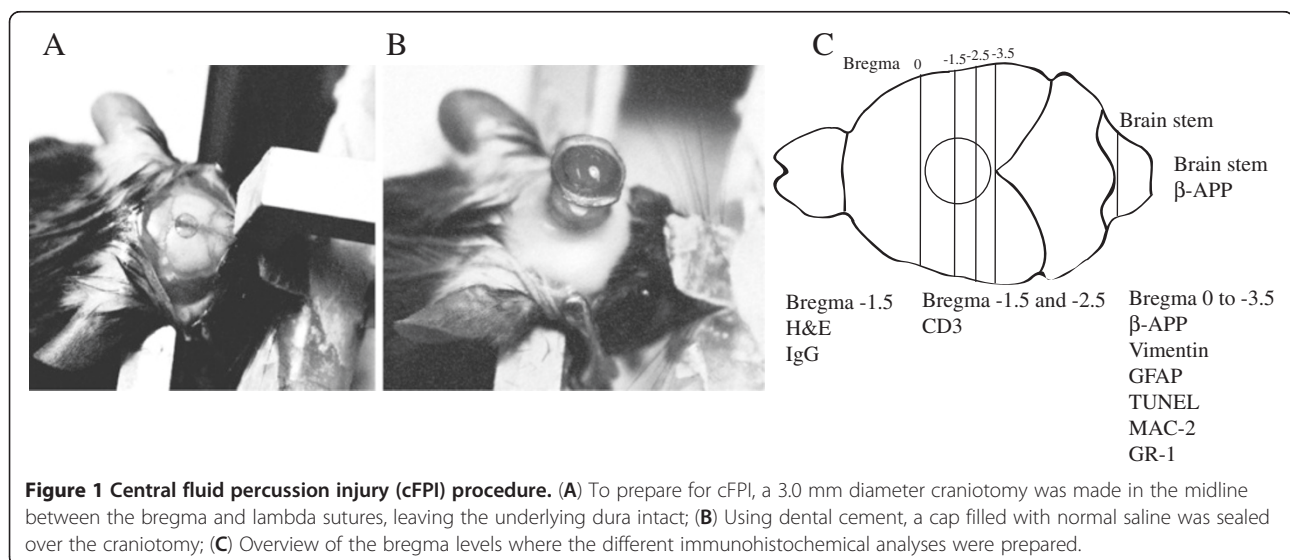 A
B
C
Bregma 0 -1.5 -2.5 -3.5
Brain stem
Brain stem
β-APP
Bregma -1.5
H&E
IgG
Bregma -1.5 and -2.5
CD3
Bregma 0 to -3.5
β-APP
Vimentin
GFAP
TUNEL
MAC-2
GR-1
Figure 1 Central fluid percussion injury (cFPI) procedure. (A) To prepare for cFPI, a 3.0 mm diameter craniotomy was made in the midline
between the bregma and lambda sutures, leaving the underlying dura intact; (B) Using dental cement, a cap filled with normal saline was sealed
over the craniotomy; (C) Overview of the bregma levels where the different immunohistochemical analyses were prepared.